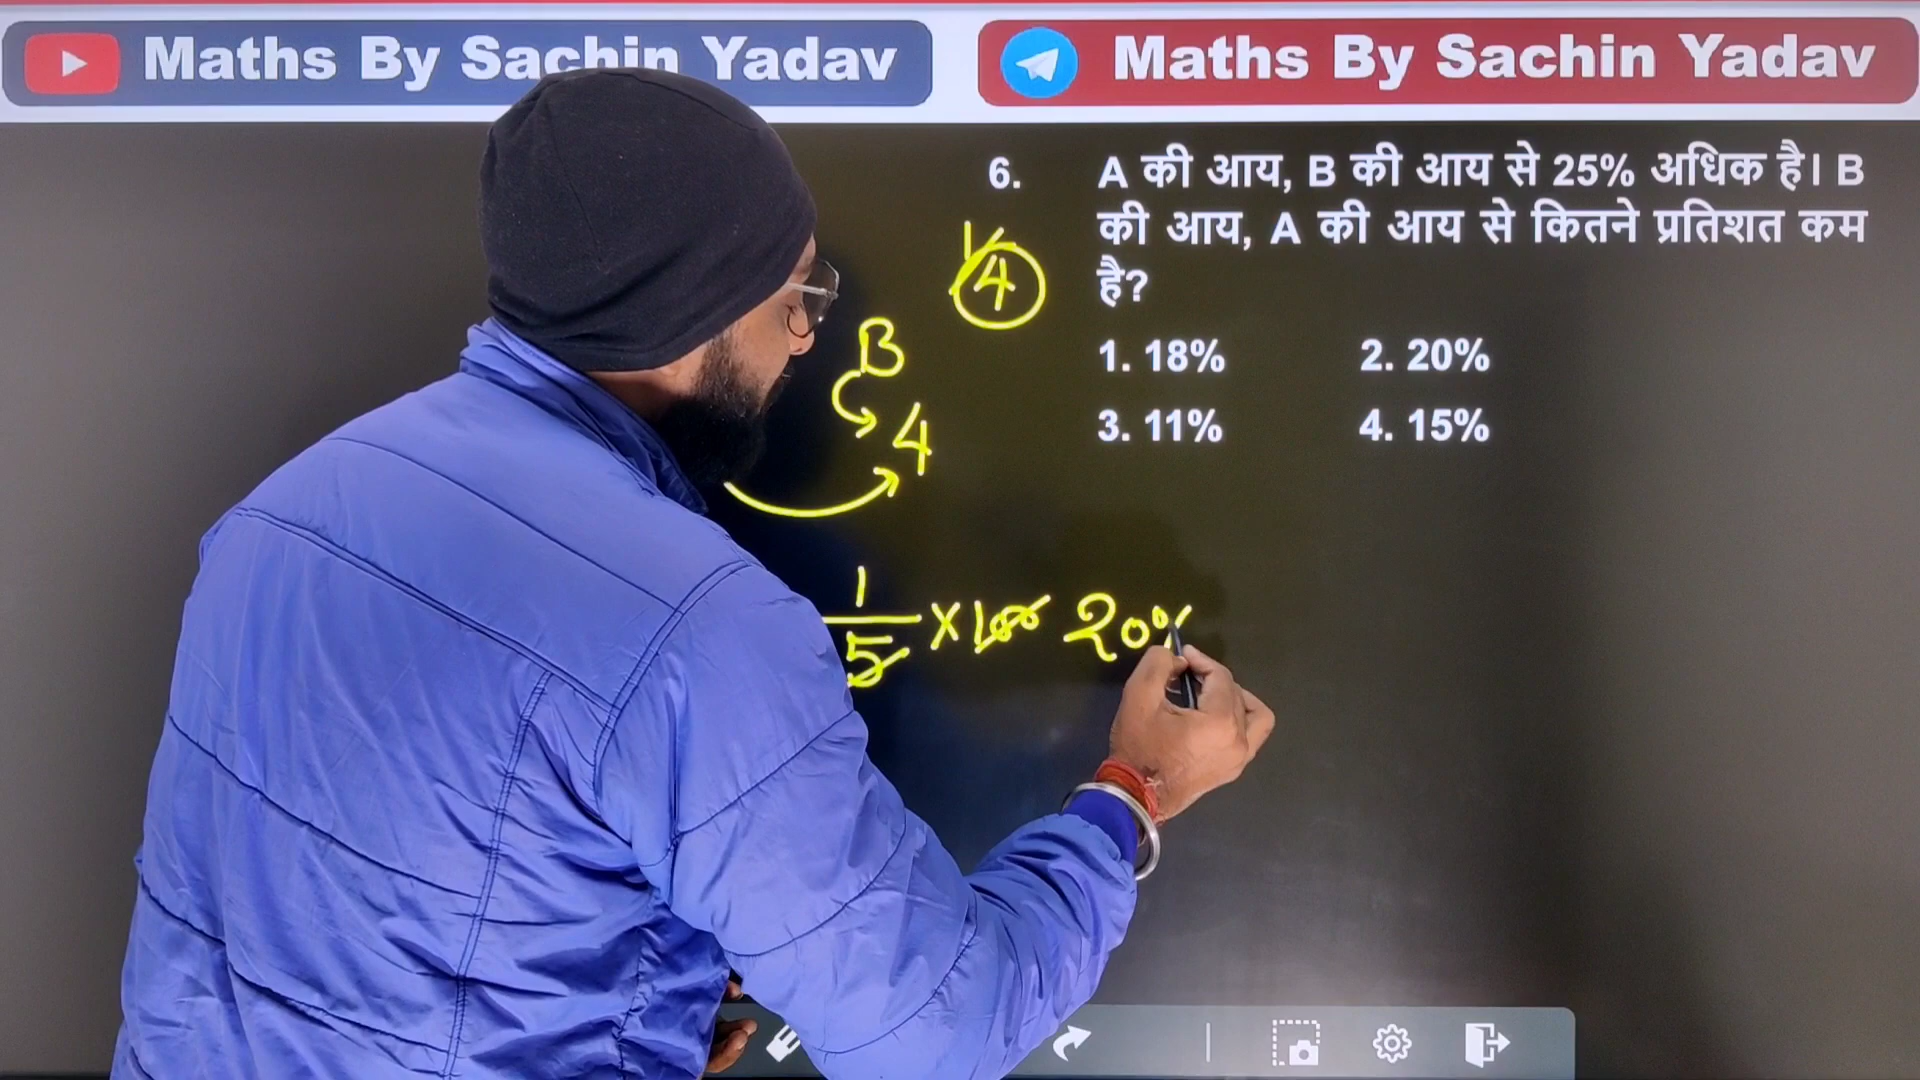 Maths By Sachin Yadav
Maths By Sachin Yadav
6. A की आय, B की आय से 25% अधिक है। B
की आय, A की आय से कितने प्रतिशत कम
है?
1. 18% 2. 20%
3. 11% 4. 15%
1/4
B
4
1/5 × 100 20%